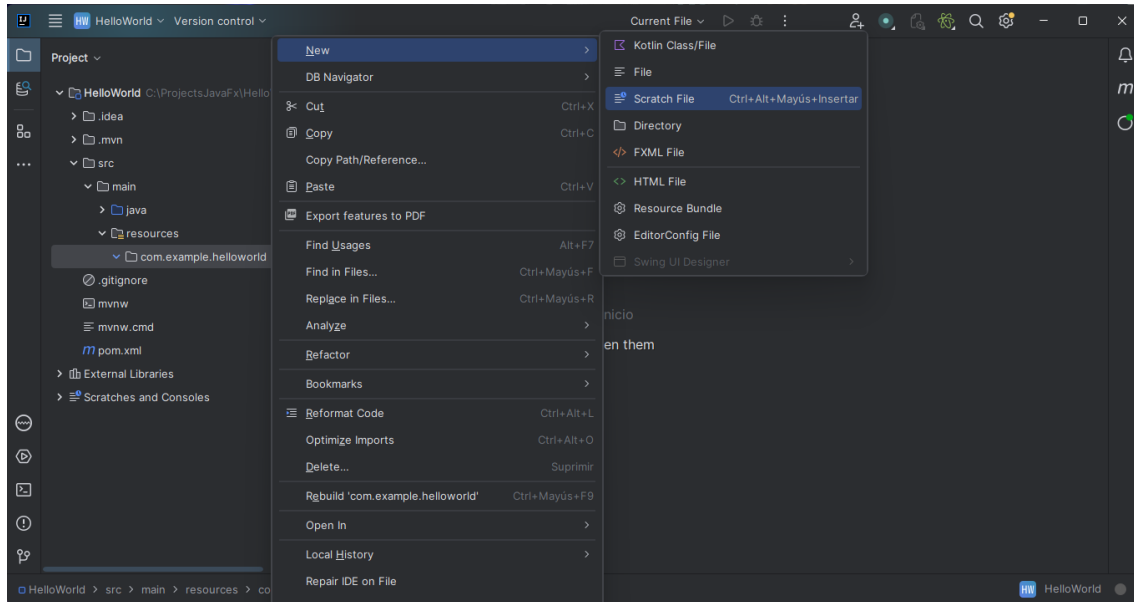 HW HelloWorld Version control Current File
Project
HelloWorld C:\ProjectsJavaFx\Hello
.idea
.mvn
src
main
java
resources
com.example.helloworld
.gitignore
mvnw
mvnw.cmd
m pom.xml
External Libraries
Scratches and Consoles
New
DB Navigator
Cut Ctrl+X
Copy Ctrl+C
Copy Path/Reference...
Paste Ctrl+V
Export features to PDF
Find Usages Alt+F7
Find in Files... Ctrl+Mayús+F
Replace in Files... Ctrl+Mayús+R
Analyze
Refactor
Bookmarks
Reformat Code Ctrl+Alt+L
Optimize Imports Ctrl+Alt+O
Delete... Suprimir
Rebuild 'com.example.helloworld' Ctrl+Mayús+F9
Open In
Local History
Repair IDE on File
Kotlin Class/File
File
Scratch File Ctrl+Alt+Mayús+Insertar
Directory
FXML File
HTML File
Resource Bundle
EditorConfig File
Swing UI Designer
nicio
en them
m
HelloWorld > src > main > resources > co
HW HelloWorld